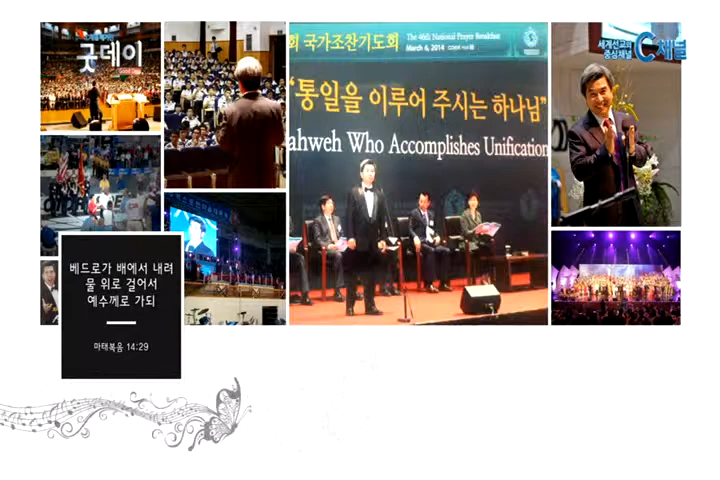 굿데이
세계선교의
중심채널
C채널
회 국가조찬기도회
The 46th National Prayer Breakfast
March 6, 2014
"통일을 이루어 주시는 하나님"
ahweh Who Accomplishes Unification
베드로가 배에서 내려
물 위로 걸어서
예수께로 가되
마태복음 14:29